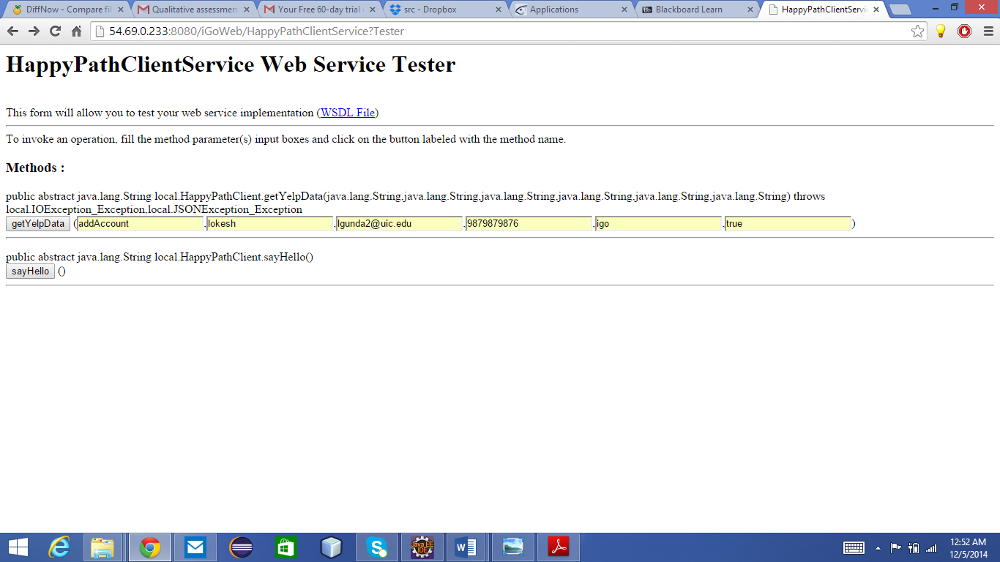 DiffNow - Compare fil
Qualitative assessmen
Your Free 60-day trial
src - Dropbox
Applications
Bb
Blackboard Learn
HappyPathClientServi
54.69.0.233:8080/iGoWeb/HappyPathClientService?Tester
HappyPathClientService Web Service Tester
This form will allow you to test your web service implementation (WSDL File)
To invoke an operation, fill the method parameter(s) input boxes and click on the button labeled with the method name.
Methods :
public abstract java.lang.String local.HappyPathClient.getYelpData(java.lang.String,java.lang.String,java.lang.String,java.lang.String,java.lang.String,java.lang.String) throws
local.IOException_Exception,local.JSONException_Exception
getYelpData (addAccount ,lokesh ,lgunda2@uic.edu ,9879879876 ,igo ,true )
public abstract java.lang.String local.HappyPathClient.sayHello()
sayHello ()
Java EE
IDE
12:52 AM
12/5/2014